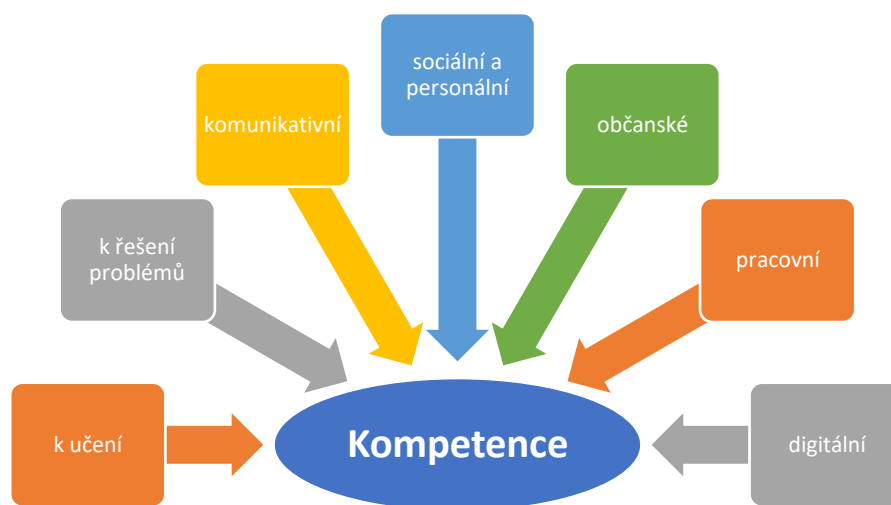 sociální a
personální
komunikativní
občanské
k řešení
problémů
pracovní
k učení
Kompetence
digitální